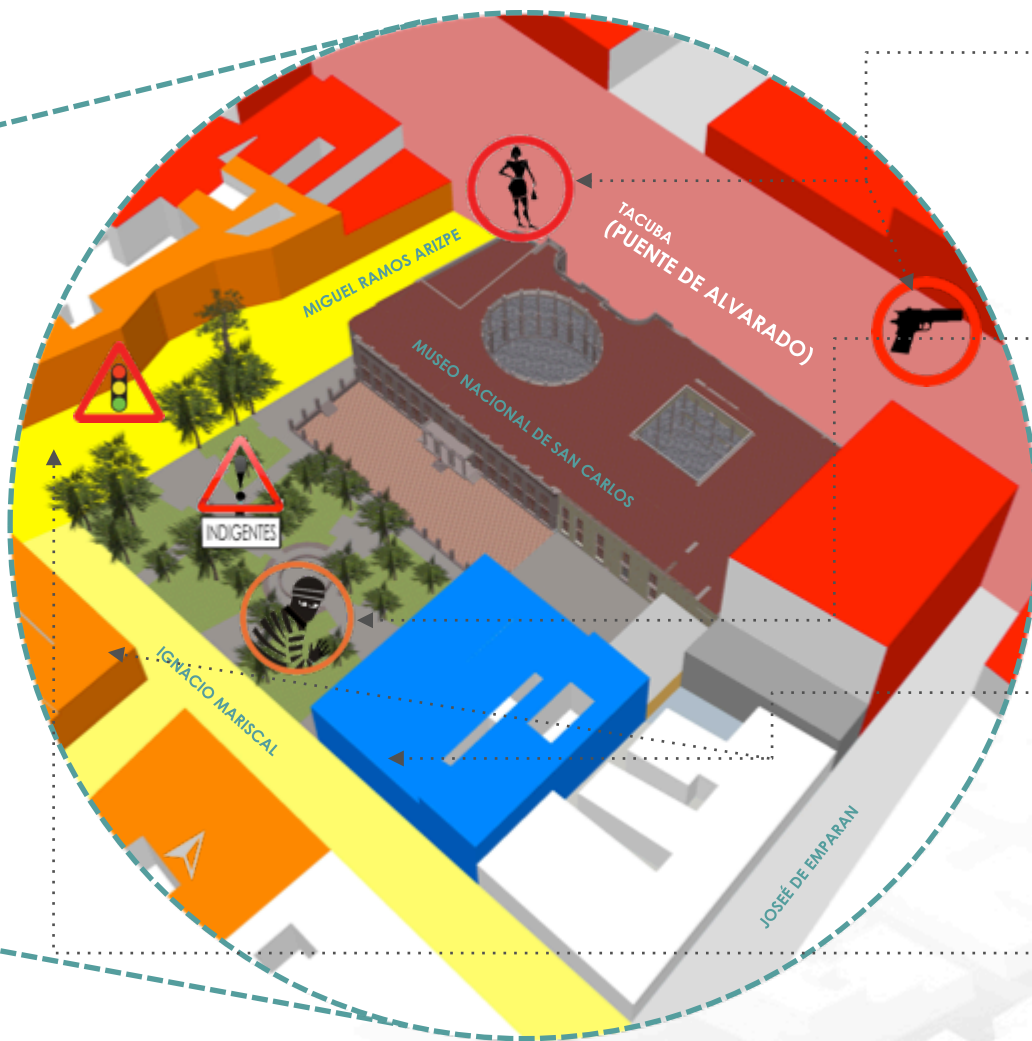 TACUBA
(PUENTE DE ALVARADO)
MIGUEL RAMOS ARIZPE
MUSEO NACIONAL DE SAN CARLOS
INDIGENTES
IGNACIO MARISCAL
JOSEÉ DE EMPARAN